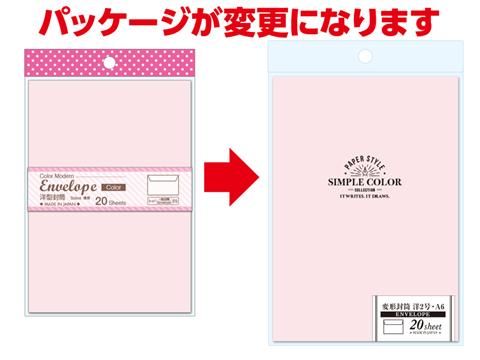 パッケージが変更になります
Color Modern
Envelope Color
洋型封筒
20 Sheets
MADE IN JAPAN
PAPER STYLE
SIMPLE COLOR
COLLECTION
IT WRITES. IT DRAWS.
変形封筒 洋2号・A6
ENVELOPE
20 sheet
MADE IN JAPAN